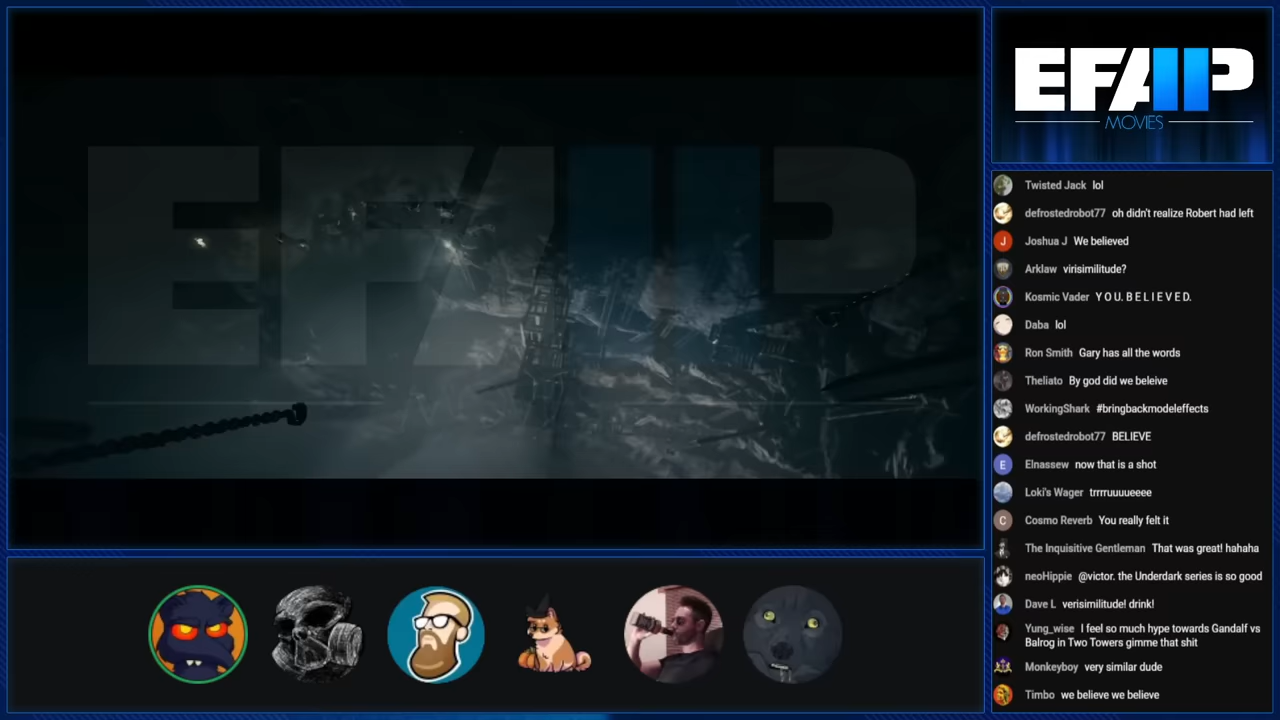 EFAP
EFAP
MOVIES
Twisted Jack lol
defrostedrobot77 oh didn't realize Robert had left
J Joshua J We believed
Arklaw virisimilitude?
Kosmic Vader Y O U. B E L I E V E D.
Daba lol
Ron Smith Gary has all the words
Theliato By god did we beleive
WorkingShark #bringbackmodeleffects
defrostedrobot77 BELIEVE
E Elnassew now that is a shot
Loki's Wager trrrruuuueeee
C Cosmo Reverb You really felt it
The Inquisitive Gentleman That was great! hahaha
neoHippie @victor. the Underdark series is so good
Dave L verisimilitude! drink!
Yung_wise I feel so much hype towards Gandalf vs
Balrog in Two Towers gimme that shit
Monkeyboy very similar dude
Timbo we believe we believe